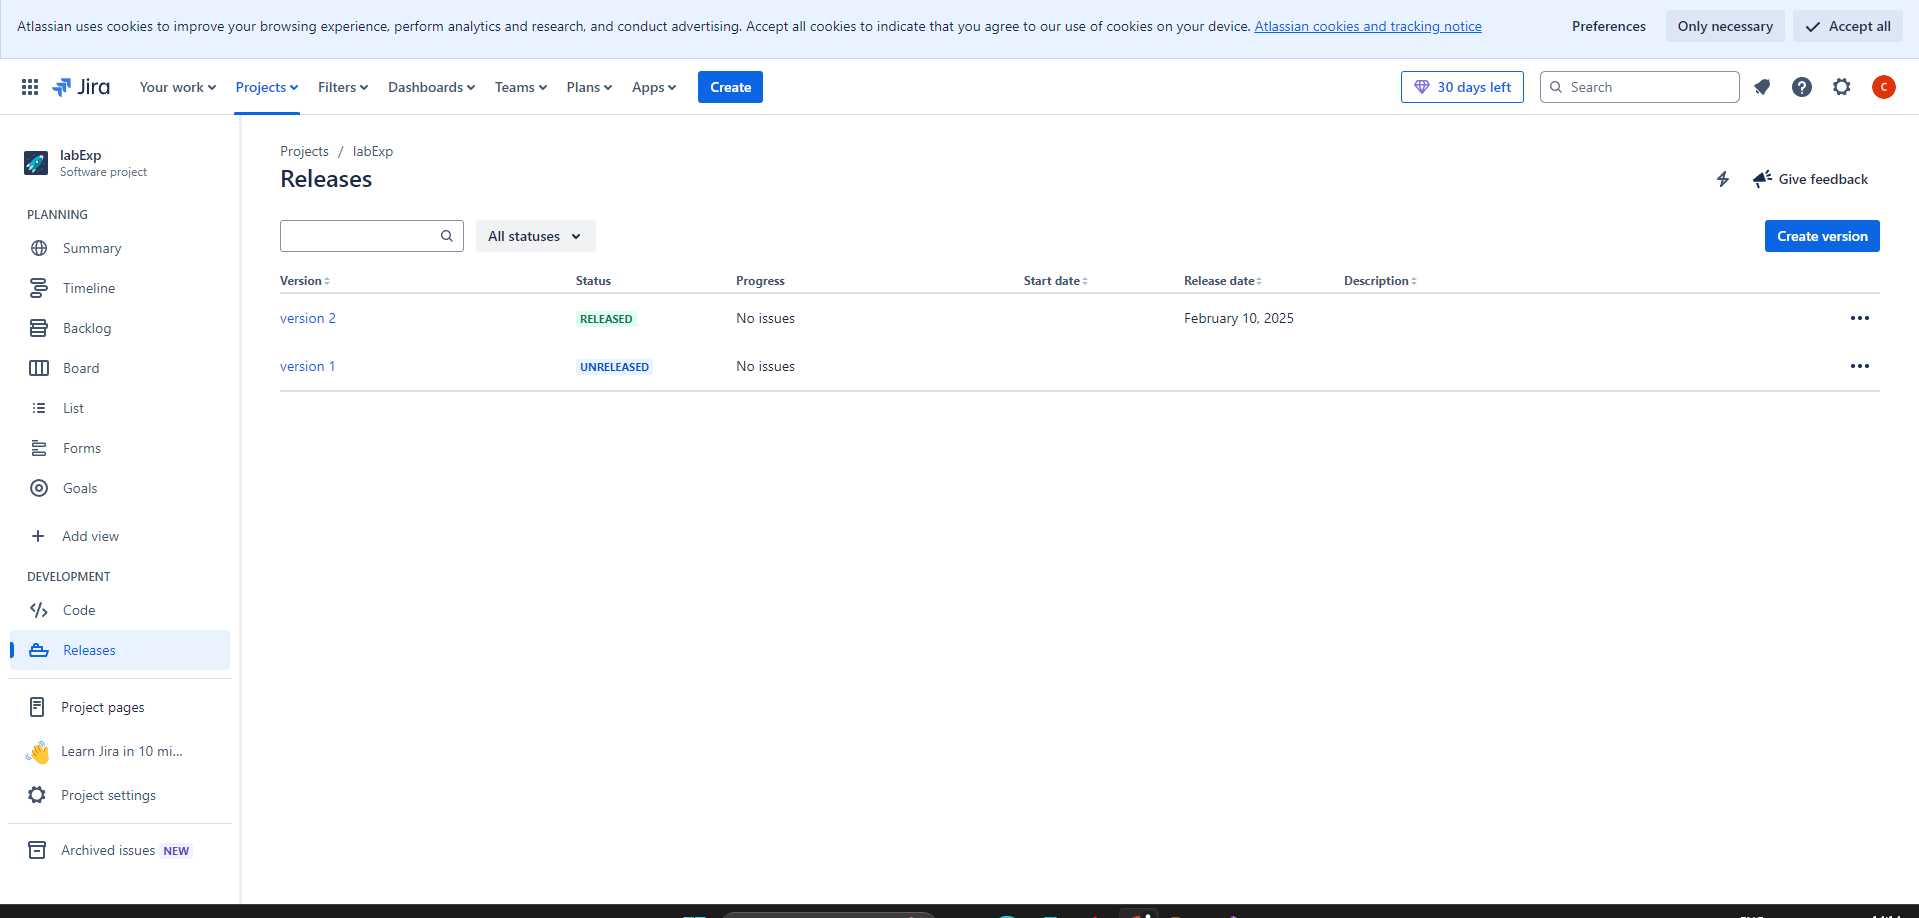 Atlassian uses cookies to improve your browsing experience, perform analytics and research, and conduct advertising. Accept all cookies to indicate that you agree to our use of cookies on your device. Atlassian cookies and tracking notice
Preferences
Only necessary
Accept all
Jira
Your work
Projects
Filters
Dashboards
Teams
Plans
Apps
Create
30 days left
Search
C
labExp
Software project
PLANNING
Summary
Timeline
Backlog
Board
List
Forms
Goals
Add view
DEVELOPMENT
Code
Releases
Project pages
Learn Jira in 10 mi...
Project settings
Archived issues NEW
Projects / labExp
Releases
Give feedback
All statuses
Create version
Version Status Progress Start date Release date Description
version 2 RELEASED No issues February 10, 2025
version 1 UNRELEASED No issues